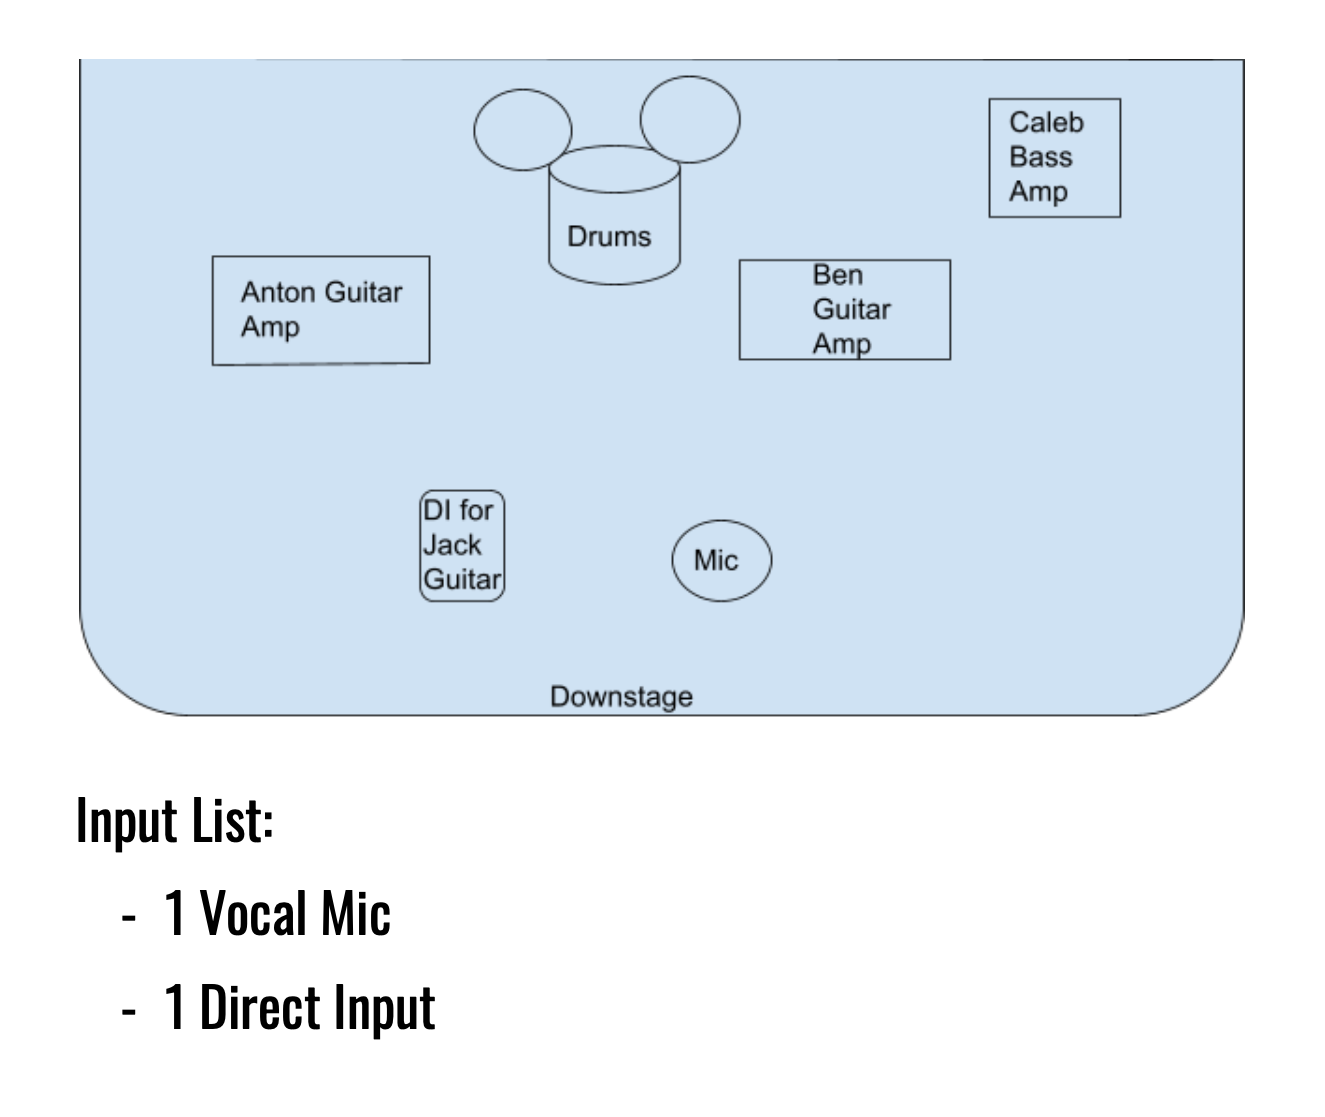 Caleb
Bass
Amp
Drums
Anton Guitar
Amp
Ben
Guitar
Amp
DI for
Jack
Guitar
Mic
Downstage
Input List:
- 1 Vocal Mic
- 1 Direct Input